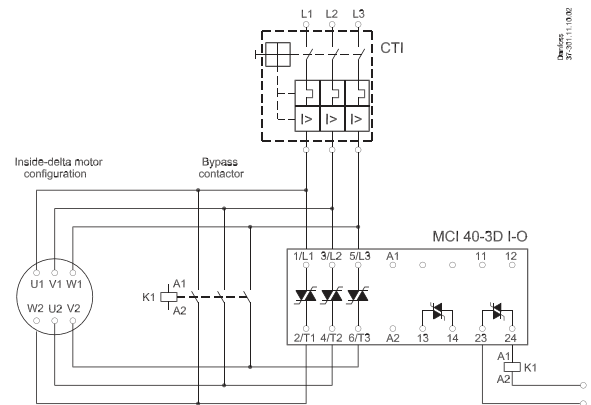 L1 L2 L3
CTI
Danfoss
37-301.11.10.02
I> I> I>
Inside-delta motor
configuration
Bypass
contactor
MCI 40-3D I-O
1/L1 3/L2 5/L3 A1 11 12
U1 V1 W1
W2 U2 V2
A1
K1
A2
2/T1 4/T2 6/T3 A2 13 14 23 24
A1
K1
A2